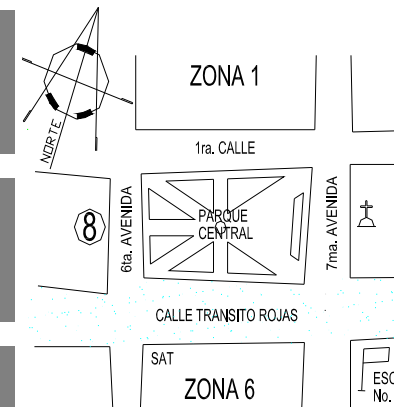 ZONA 1
NORTE
1ra. CALLE
8
6ta. AVENIDA
PARQUE
CENTRAL
7ma. AVENIDA
CALLE TRANSITO ROJAS
SAT
ZONA 6
ESC
No.